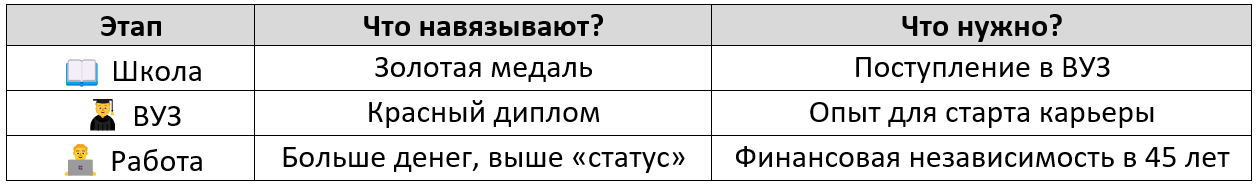 Этап Что навязывают? Что нужно?
Школа Золотая медаль Поступление в ВУЗ
ВУЗ Красный диплом Опыт для старта карьеры
Работа Больше денег, выше «статус» Финансовая независимость в 45 лет